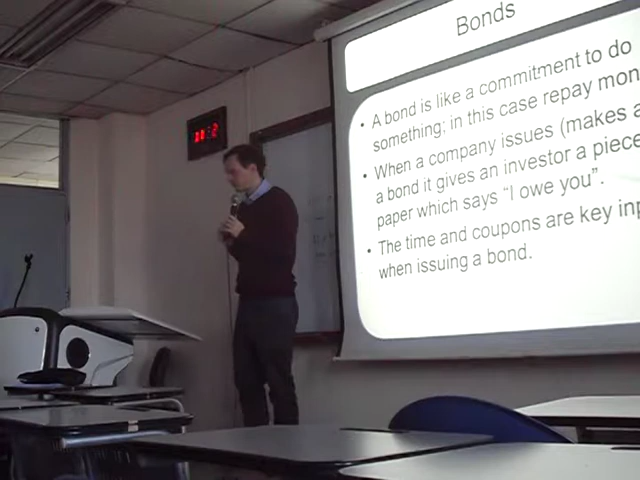 Bonds
• A bond is like a commitment to do
something; in this case repay mon
• When a company issues (makes a
a bond it gives an investor a piece
paper which says “I owe you”.
• The time and coupons are key inp
when issuing a bond.